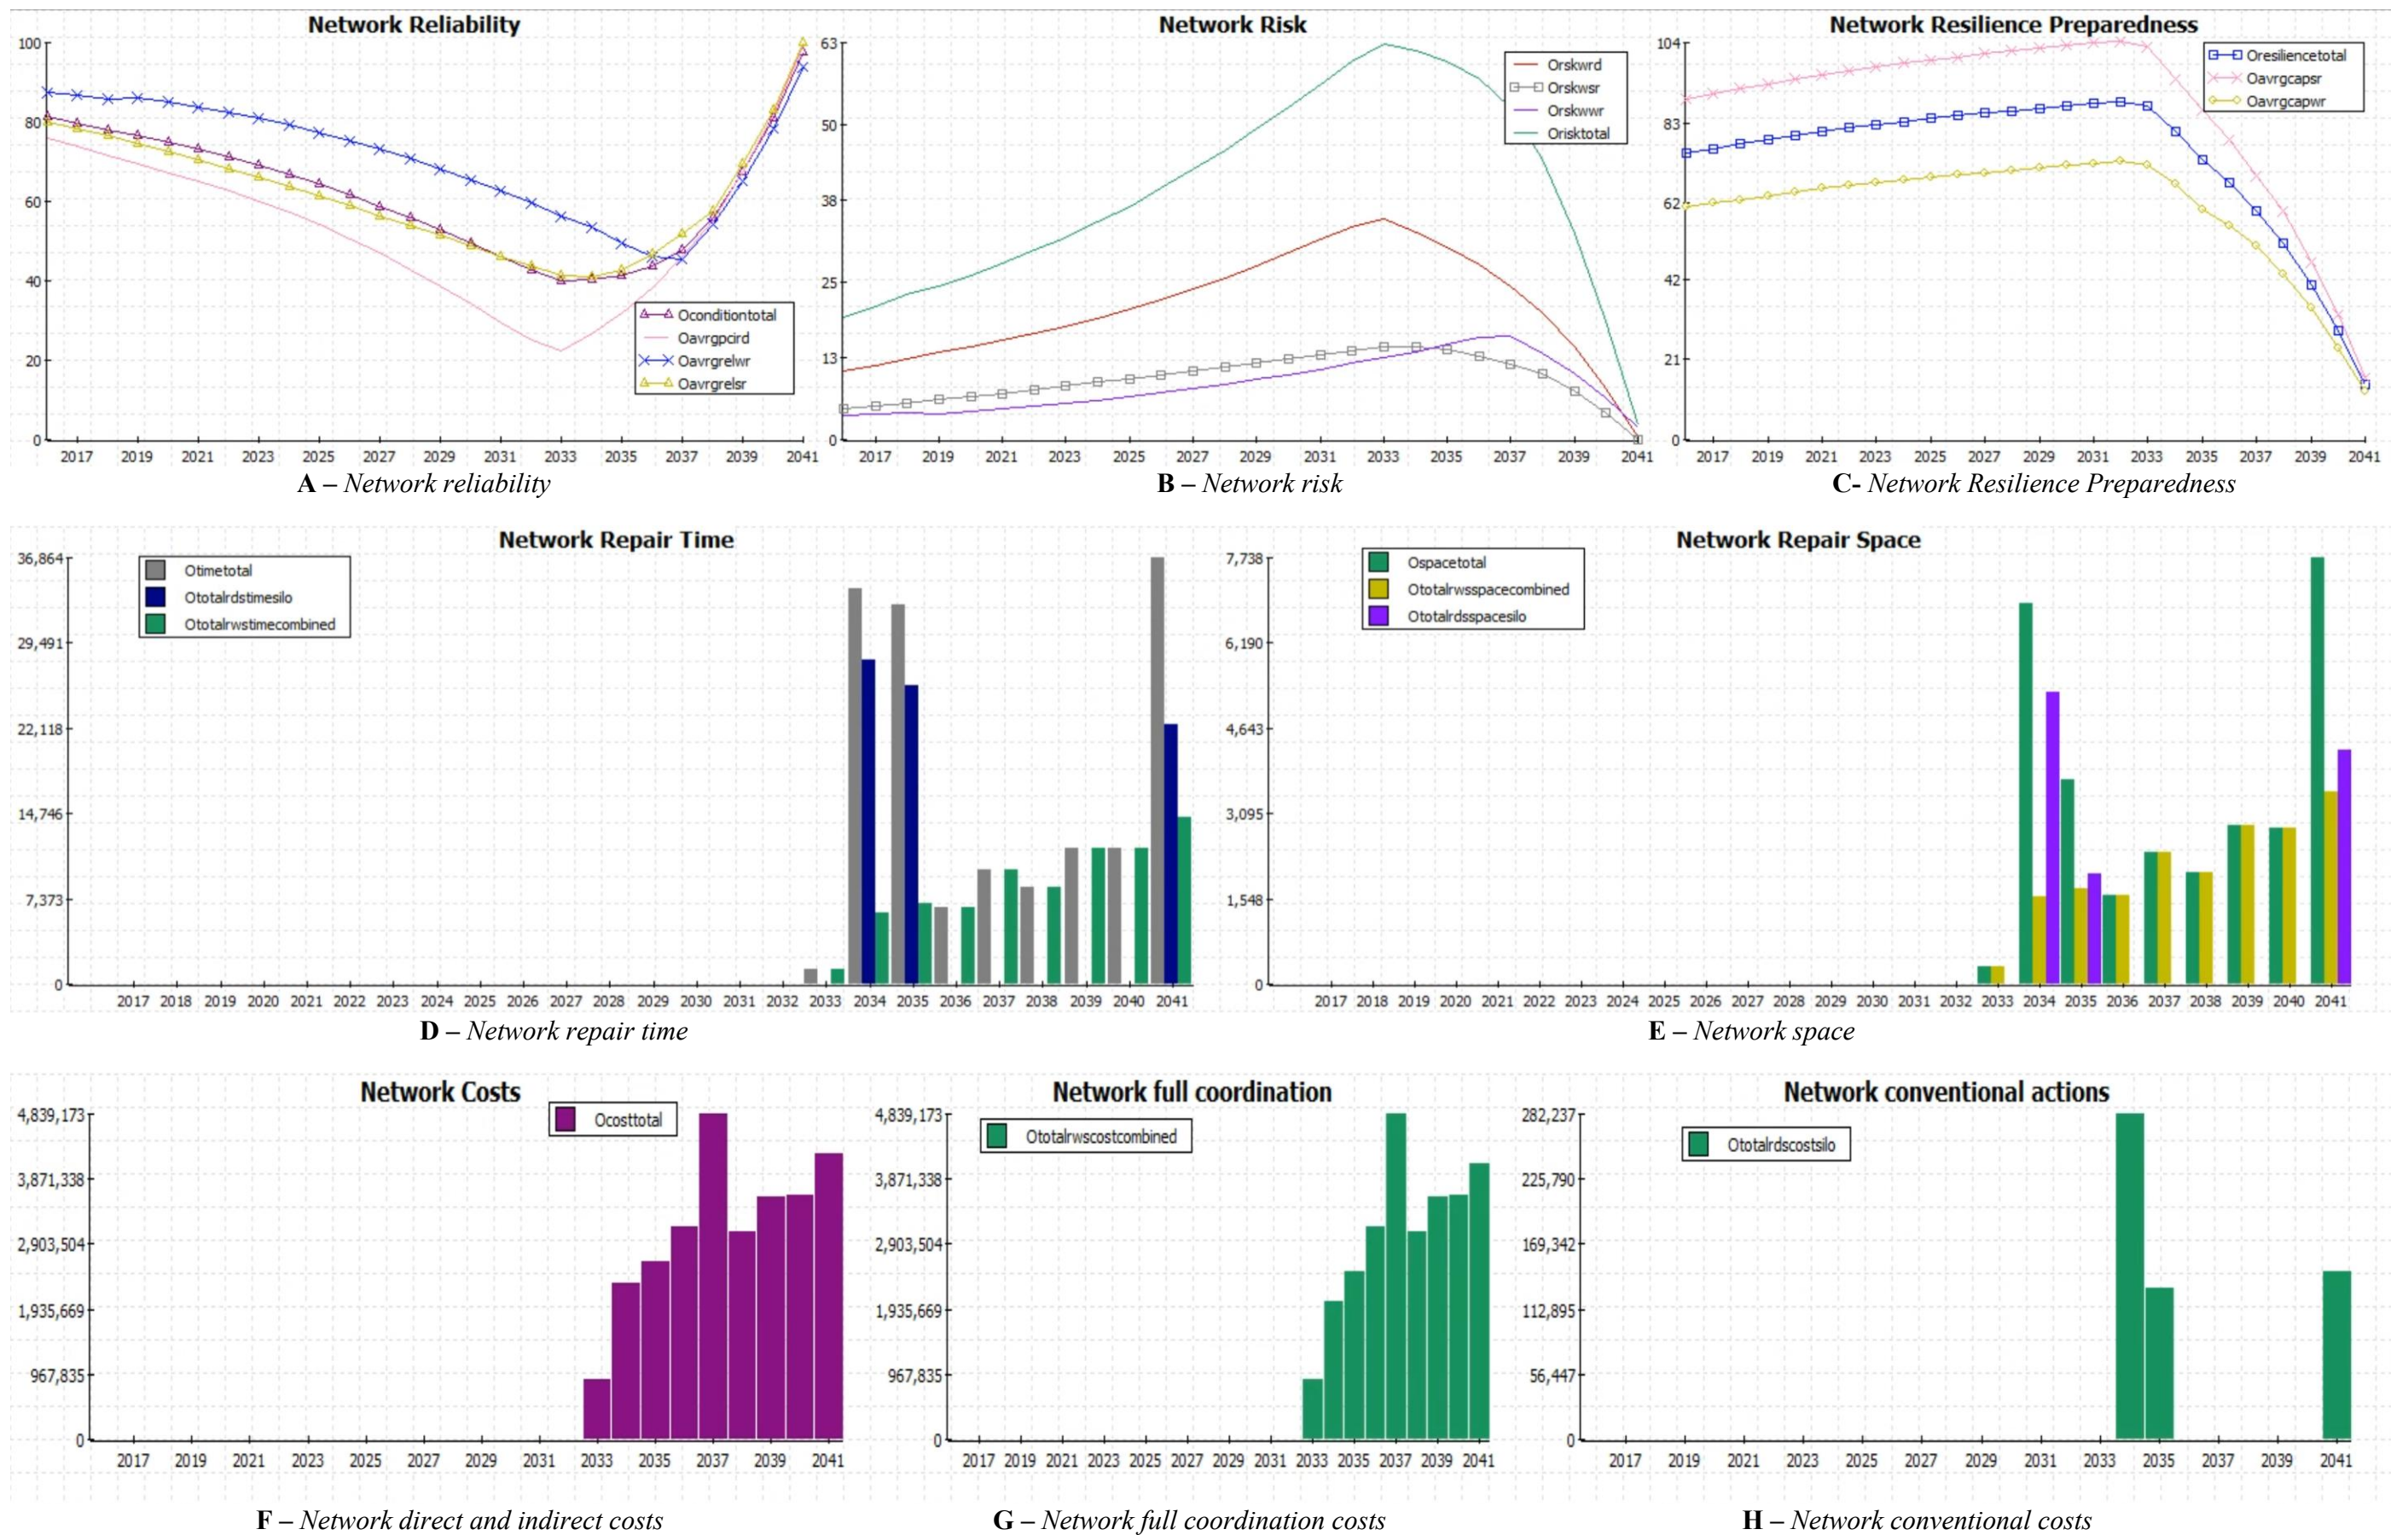 Network Reliability
100
80
60
40
20
0
2017 2019 2021 2023 2025 2027 2029 2031 2033 2035 2037 2039 2041
Oconditiontotal
Oavrgpcird
Oavrgrelwr
Oavrgrelsr
A – Network reliability
Network Risk
63
50
38
25
13
0
2017 2019 2021 2023 2025 2027 2029 2031 2033 2035 2037 2039 2041
Orskwrd
Orskwsr
Orskwwr
Orisktotal
B – Network risk
Network Resilience Preparedness
104
83
62
42
21
0
2017 2019 2021 2023 2025 2027 2029 2031 2033 2035 2037 2039 2041
Oresiliencetotal
Oavrgcapsr
Oavrgcapwr
C- Network Resilience Preparedness
Network Repair Time
36,864
29,491
22,118
14,746
7,373
0
2017 2018 2019 2020 2021 2022 2023 2024 2025 2026 2027 2028 2029 2030 2031 2032 2033 2034 2035 2036 2037 2038 2039 2040 2041
Otimetotal
Ototalrdstimesilo
Ototalrwstimecombined
D – Network repair time
Network Repair Space
7,738
6,190
4,643
3,095
1,548
0
2017 2018 2019 2020 2021 2022 2023 2024 2025 2026 2027 2028 2029 2030 2031 2032 2033 2034 2035 2036 2037 2038 2039 2040 2041
Ospacetotal
Ototalrwsspacecombined
Ototalrdsspacesilo
E – Network space
Network Costs
4,839,173
3,871,338
2,903,504
1,935,669
967,835
0
2017 2019 2021 2023 2025 2027 2029 2031 2033 2035 2037 2039 2041
Ocosttotal
F – Network direct and indirect costs
Network full coordination
4,839,173
3,871,338
2,903,504
1,935,669
967,835
0
2017 2019 2021 2023 2025 2027 2029 2031 2033 2035 2037 2039 2041
Ototalrwscostcombined
G – Network full coordination costs
Network conventional actions
282,237
225,790
169,342
112,895
56,447
0
2017 2019 2021 2023 2025 2027 2029 2031 2033 2035 2037 2039 2041
Ototalrdscostsilo
H – Network conventional costs